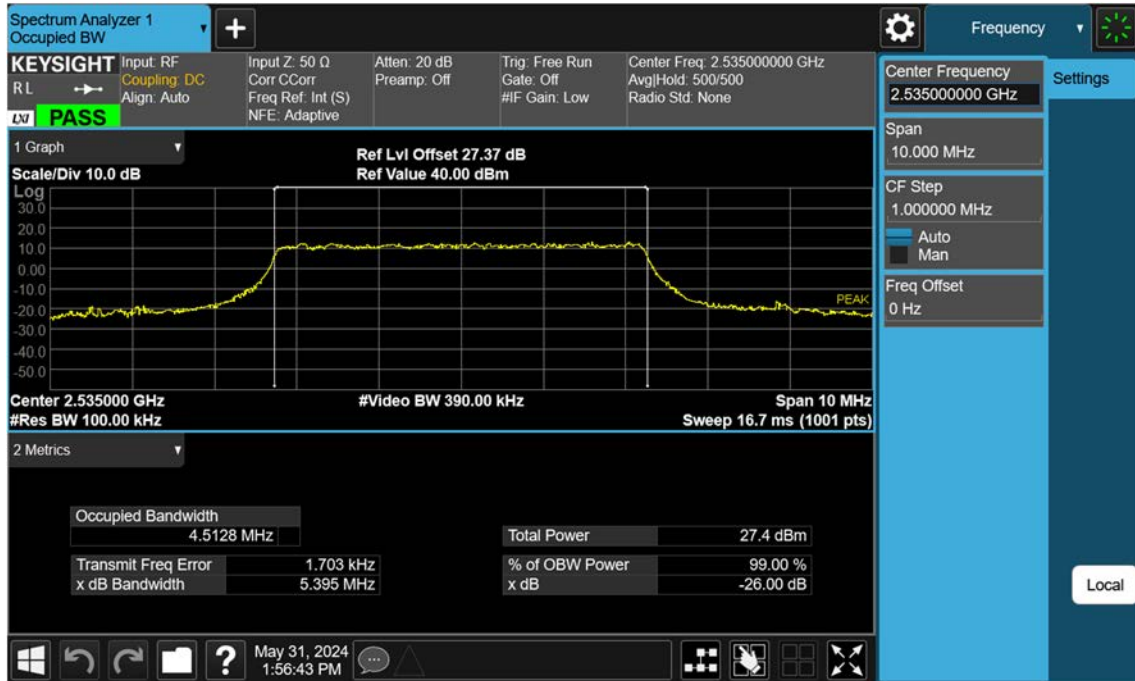 Spectrum Analyzer 1
Occupied BW
+
Frequency
KEYSIGHT
R L
LXI
PASS
Input: RF
Coupling: DC
Align: Auto
Input Z: 50 Ω
Corr CCorr
Freq Ref: Int (S)
NFE: Adaptive
Atten: 20 dB
Preamp: Off
Trig: Free Run
Gate: Off
#IF Gain: Low
Center Freq: 2.535000000 GHz
Avg|Hold: 500/500
Radio Std: None
Center Frequency
2.535000000 GHz
Settings
Span
10.000 MHz
CF Step
1.000000 MHz
Auto
Man
Freq Offset
0 Hz
Local
1 Graph
Scale/Div 10.0 dB
Ref Lvl Offset 27.37 dB
Ref Value 40.00 dBm
Log
30.0
20.0
10.0
0.00
-10.0
-20.0
-30.0
-40.0
-50.0
PEAK
Center 2.535000 GHz
#Res BW 100.00 kHz
#Video BW 390.00 kHz
Span 10 MHz
Sweep 16.7 ms (1001 pts)
2 Metrics
Occupied Bandwidth
4.5128 MHz
Total Power 27.4 dBm
Transmit Freq Error 1.703 kHz
% of OBW Power 99.00 %
x dB Bandwidth 5.395 MHz
x dB -26.00 dB
?
May 31, 2024
1:56:43 PM